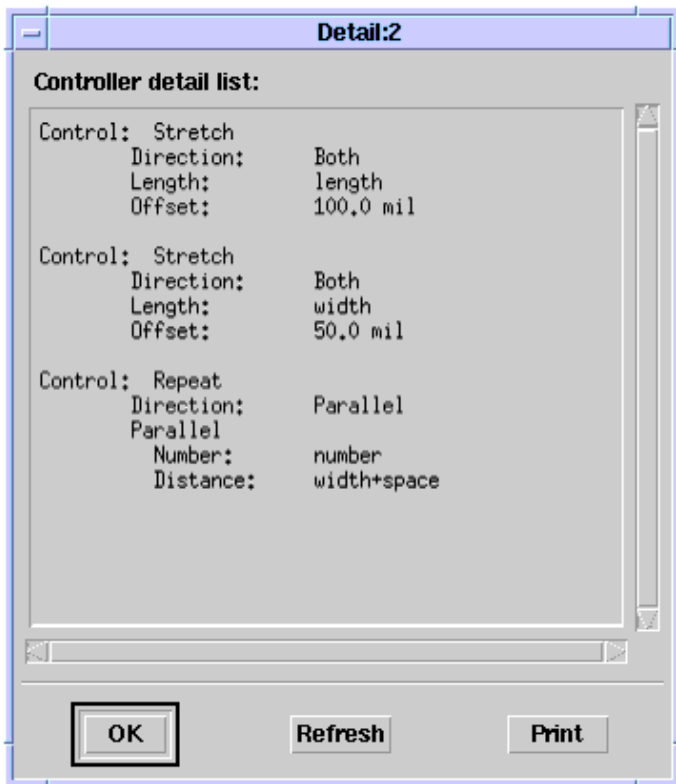 Detail:2
Controller detail list:
Control: Stretch
Direction: Both
Length: length
Offset: 100.0 mil
Control: Stretch
Direction: Both
Length: width
Offset: 50.0 mil
Control: Repeat
Direction: Parallel
Parallel
Number: number
Distance: width+space
OK Refresh Print